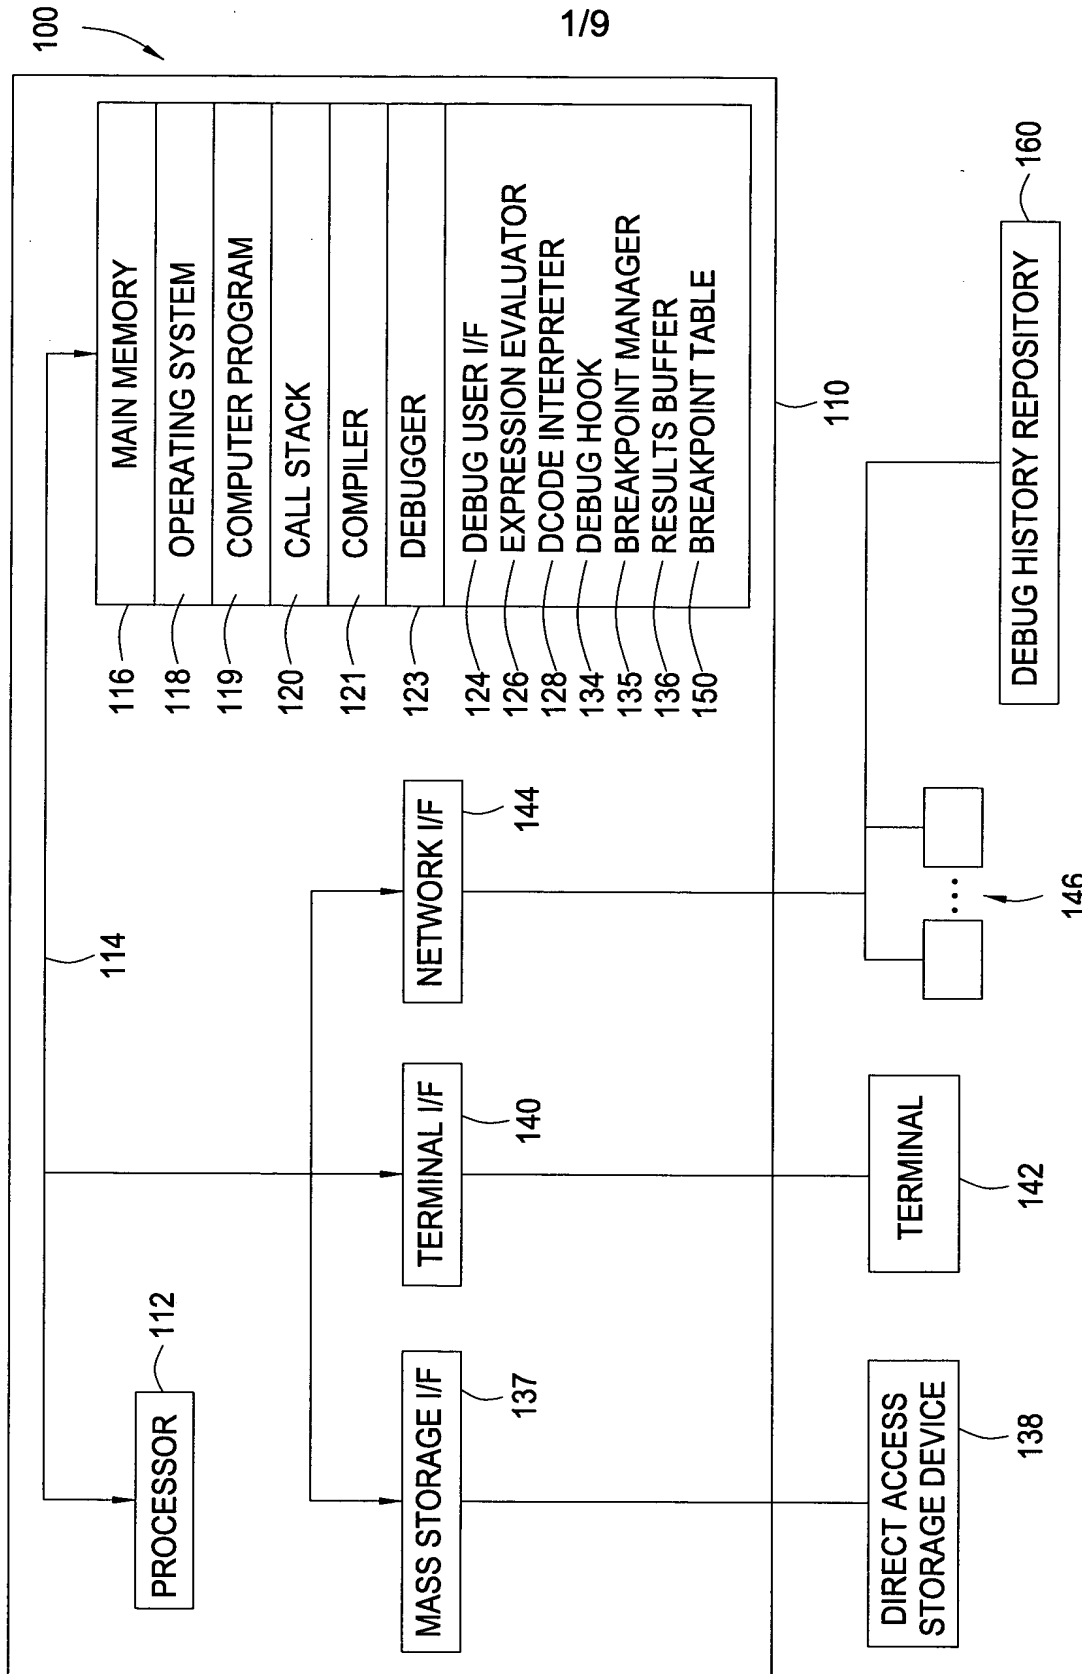 1/9
100
PROCESSOR
112
114
MAIN MEMORY
OPERATING SYSTEM
COMPUTER PROGRAM
CALL STACK
COMPILER
DEBUGGER
DEBUG USER I/F
EXPRESSION EVALUATOR
DCODE INTERPRETER
DEBUG HOOK
BREAKPOINT MANAGER
RESULTS BUFFER
BREAKPOINT TABLE
116
118
119
120
121
123
124
126
128
134
135
136
150
MASS STORAGE I/F
137
TERMINAL I/F
140
NETWORK I/F
144
110
DIRECT ACCESS
STORAGE DEVICE
138
TERMINAL
142
...
146
DEBUG HISTORY REPOSITORY
160